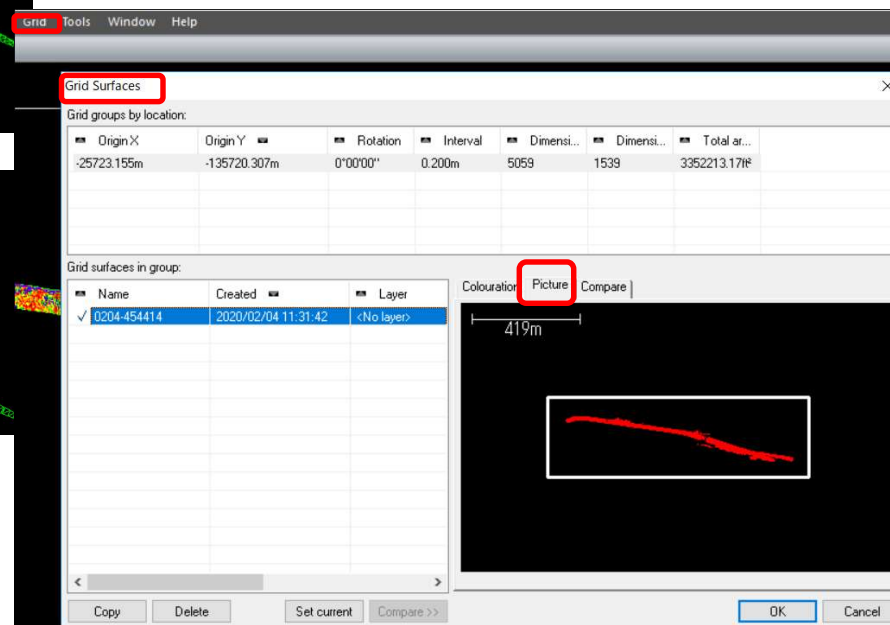 Grid Tools Window Help
Grid Surfaces
Grid groups by location:
Origin X Origin Y Rotation Interval Dimensi... Dimensi... Total ar...
-25723.155m -135720.307m 0°00'00" 0.200m 5059 1539 3352213.17ft²
Grid surfaces in group:
Name Created Layer
0204-454414 2020/02/04 11:31:42 <No layer>
Colouration Picture Compare
419m
Copy Delete Set current Compare >> OK Cancel